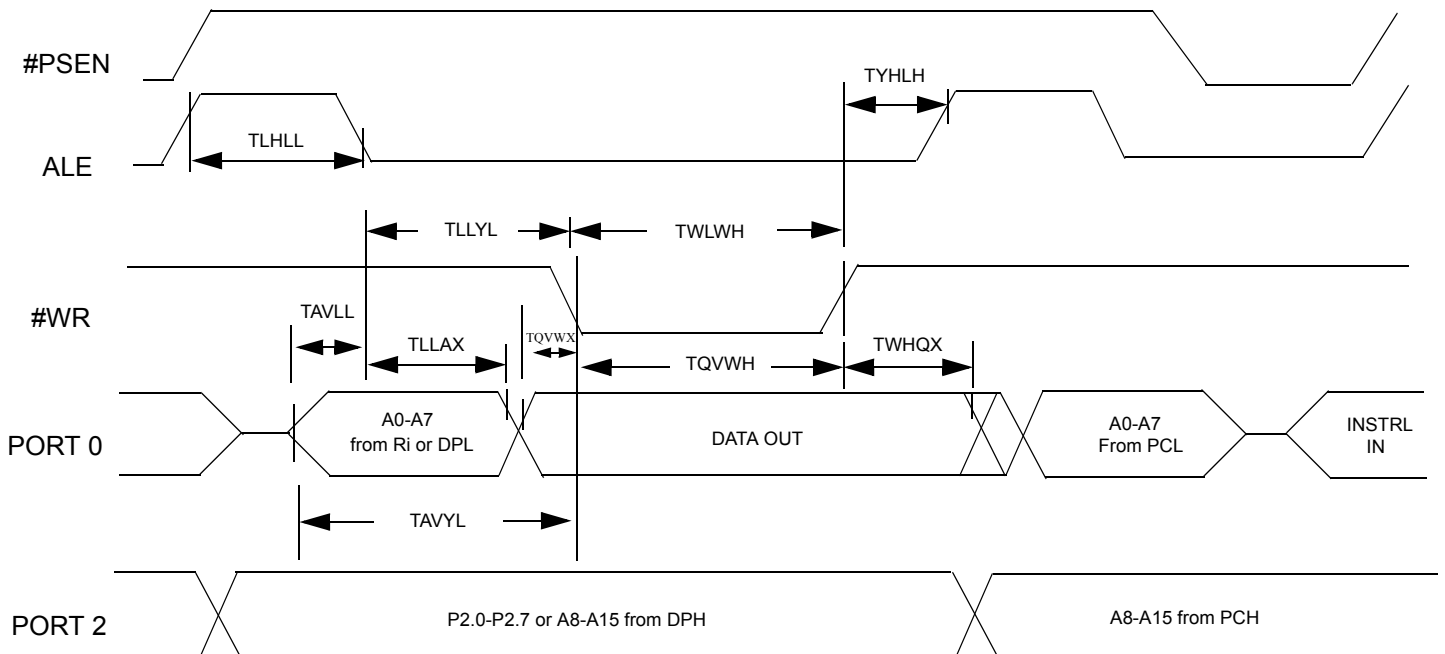 #PSEN
TYHLH
TLHLL
ALE
TLLYL
TWLWH
#WR
TAVLL
TLLAX
TQVWX
TQVWH
TWHQX
PORT 0
A0-A7
from Ri or DPL
DATA OUT
A0-A7
From PCL
INSTRL
IN
TAVYL
PORT 2
P2.0-P2.7 or A8-A15 from DPH
A8-A15 from PCH